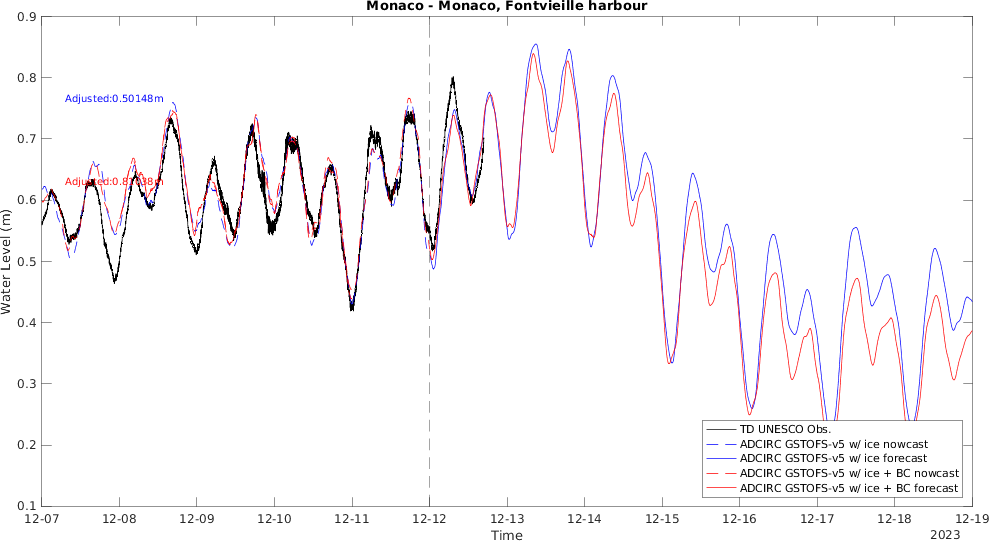 Monaco - Monaco, Fontvieille harbour
0.9
0.8
0.7
0.6
0.5
0.4
0.3
0.2
0.1
Water Level (m)
Adjusted:0.50148m
TD UNESCO Obs.
ADCIRC GSTOFS-v5 w/ ice nowcast
ADCIRC GSTOFS-v5 w/ ice forecast
ADCIRC GSTOFS-v5 w/ ice + BC nowcast
ADCIRC GSTOFS-v5 w/ ice + BC forecast
12-07 12-08 12-09 12-10 12-11 12-12 12-13 12-14 12-15 12-16 12-17 12-18 12-19
Time
2023